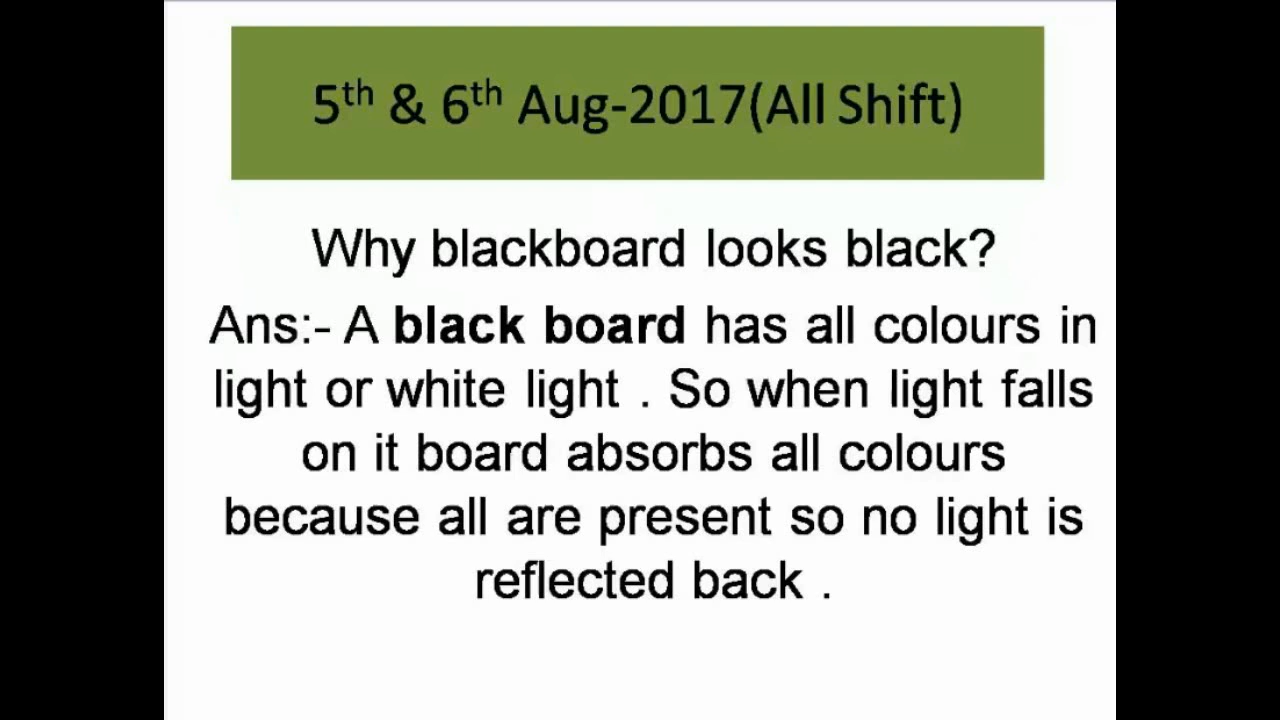 5th & 6th Aug-2017(All Shift)
Why blackboard looks black?
Ans:- A black board has all colours in
light or white light . So when light falls
on it board absorbs all colours
because all are present so no light is
reflected back .